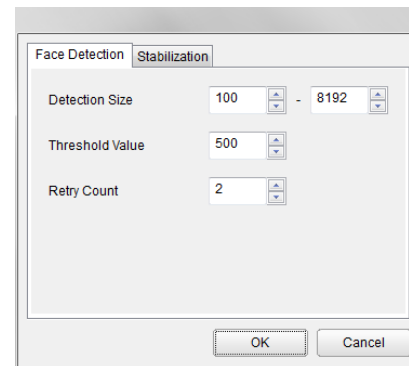 Face Detection Stabilization
Detection Size 100 - 8192
Threshold Value 500
Retry Count 2
OK Cancel